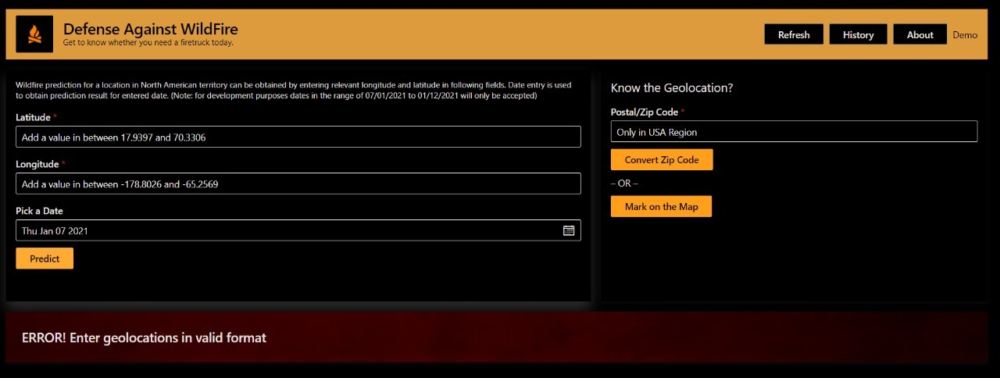 Defense Against WildFire
Get to know whether you need a firetruck today.
Refresh
History
About
Demo
Wildfire prediction for a location in North American territory can be obtained by entering relevant longitude and latitude in following fields. Date entry is used
to obtain prediction result for entered date. (Note: for development purposes dates in the range of 07/01/2021 to 01/12/2021 will only be accepted)
Latitude *
Add a value in between 17.9397 and 70.3306
Longitude *
Add a value in between -178.8026 and -65.2569
Pick a Date
Thu Jan 07 2021
Predict
Know the Geolocation?
Postal/Zip Code *
Only in USA Region
Convert Zip Code
– OR –
Mark on the Map
ERROR! Enter geolocations in valid format